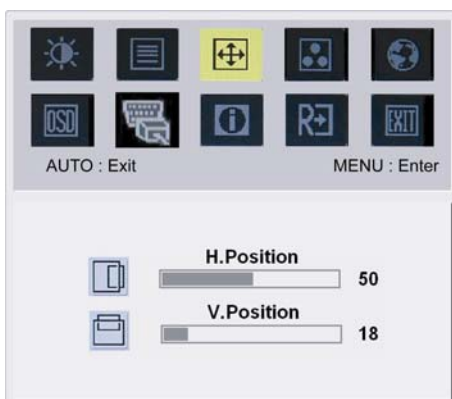 OSD
i
R
EXIT
AUTO : Exit
MENU : Enter
H.Position
50
V.Position
18